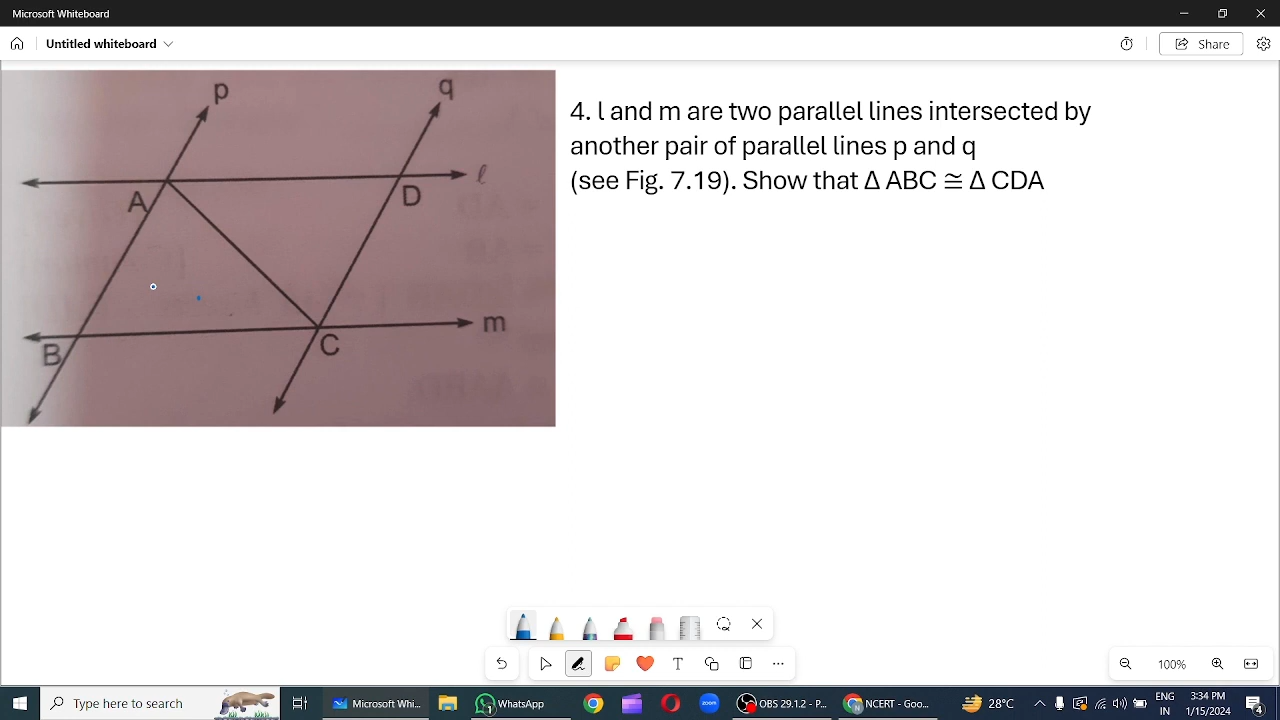 Microsoft Whiteboard
Untitled whiteboard
Share
p
q
ℓ
A
D
m
B
C
4. l and m are two parallel lines intersected by
another pair of parallel lines p and q
(see Fig. 7.19). Show that Δ ABC ≅ Δ CDA
T
100%
Type here to search
Microsoft Whi...
WhatsApp
zoom
OBS 29.1.2 - P...
NCERT - Goo...
28°C
ENG
IN
3:34 PM
1/15/2024